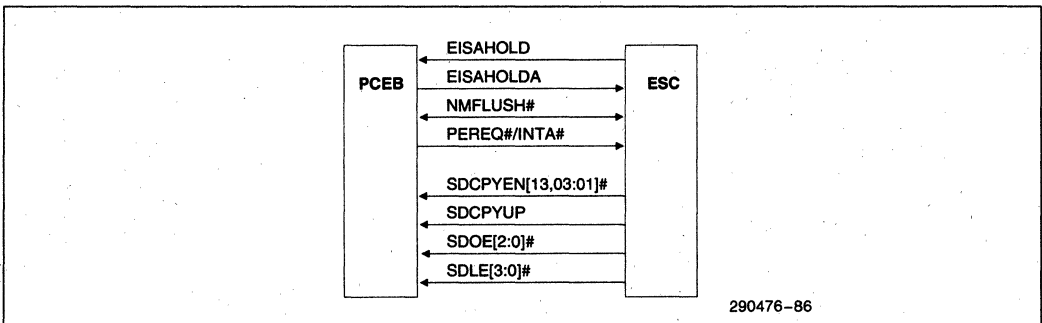 EISAHOLD
PCEB
EISAHOLDA
ESC
NMFLUSH#
PEREQ#/INTA#
SDCPYEN[13,03:01]#
SDCPYUP
SDOE[2:0]#
SDLE[3:0]#
290476–86